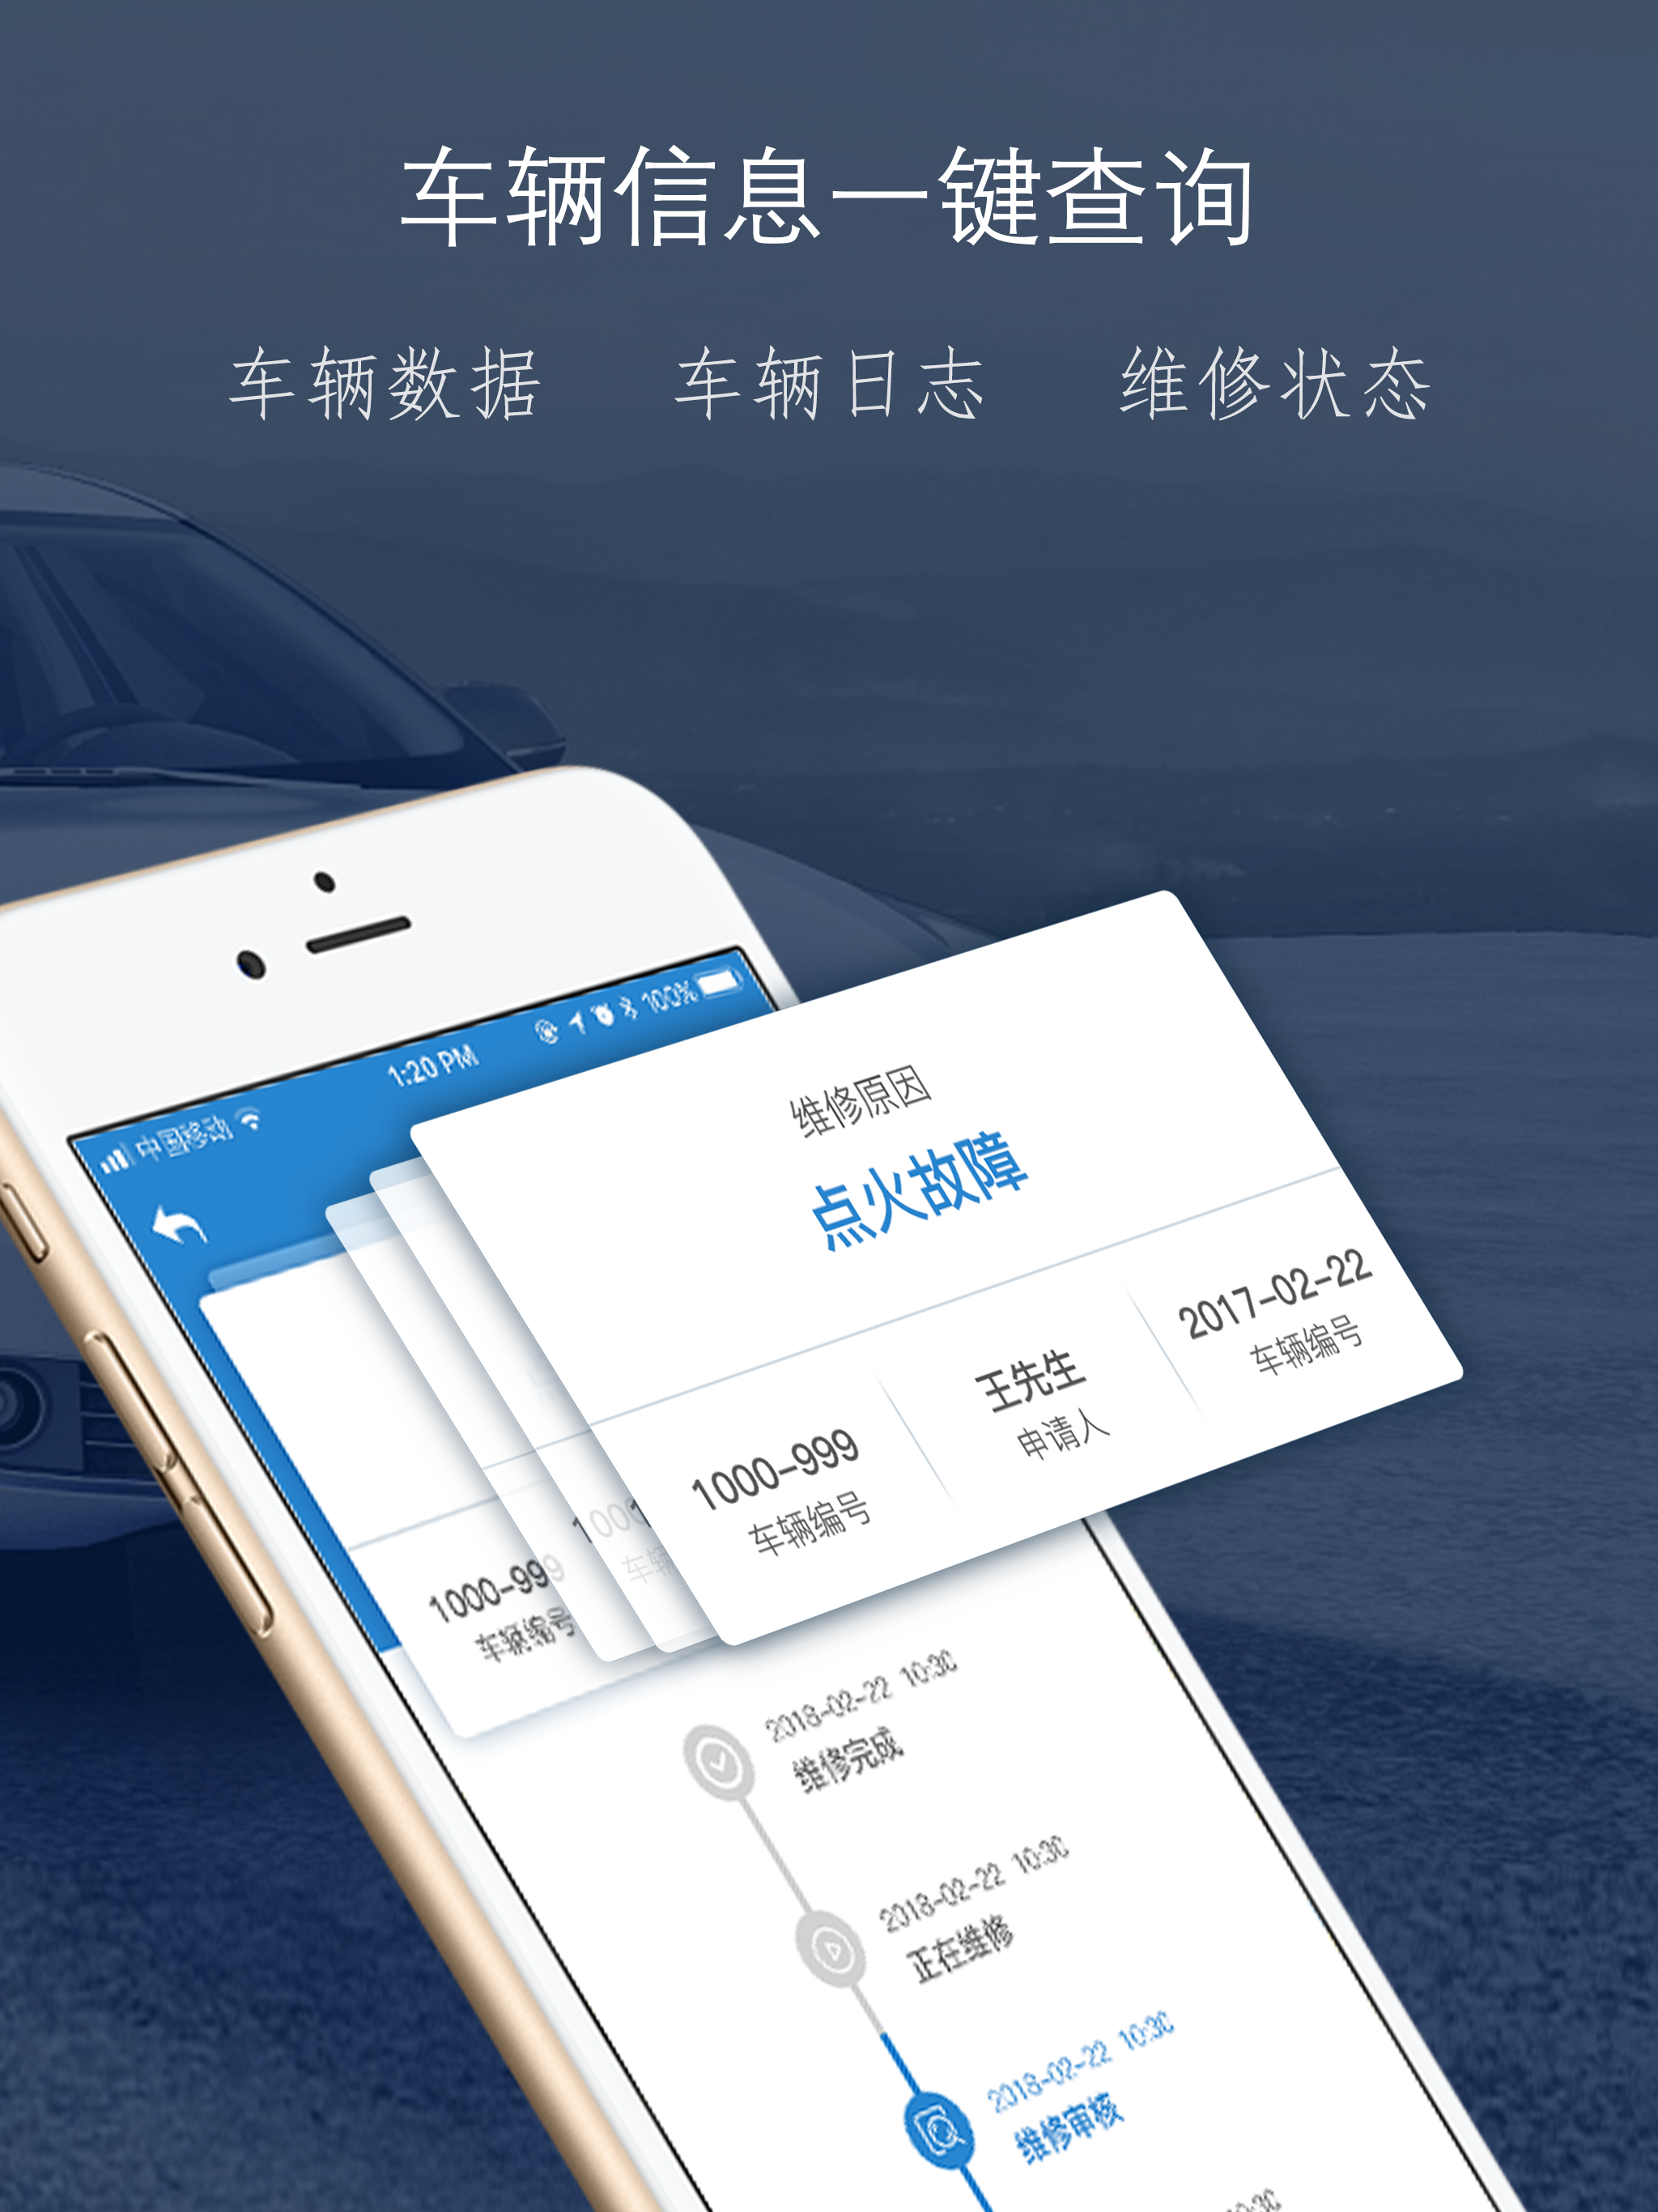 车辆信息一键查询
车辆数据 车辆日志 维修状态
中国移动 1:20 PM 100%
维修原因
点火故障
1000-999 王先生 2017-02-22
车辆编号 申请人 车辆编号
1000-999
车辆编号
2018-02-22 10:30
维修完成
2018-02-22 10:30
正在维修
2018-02-22 10:30
维修审核